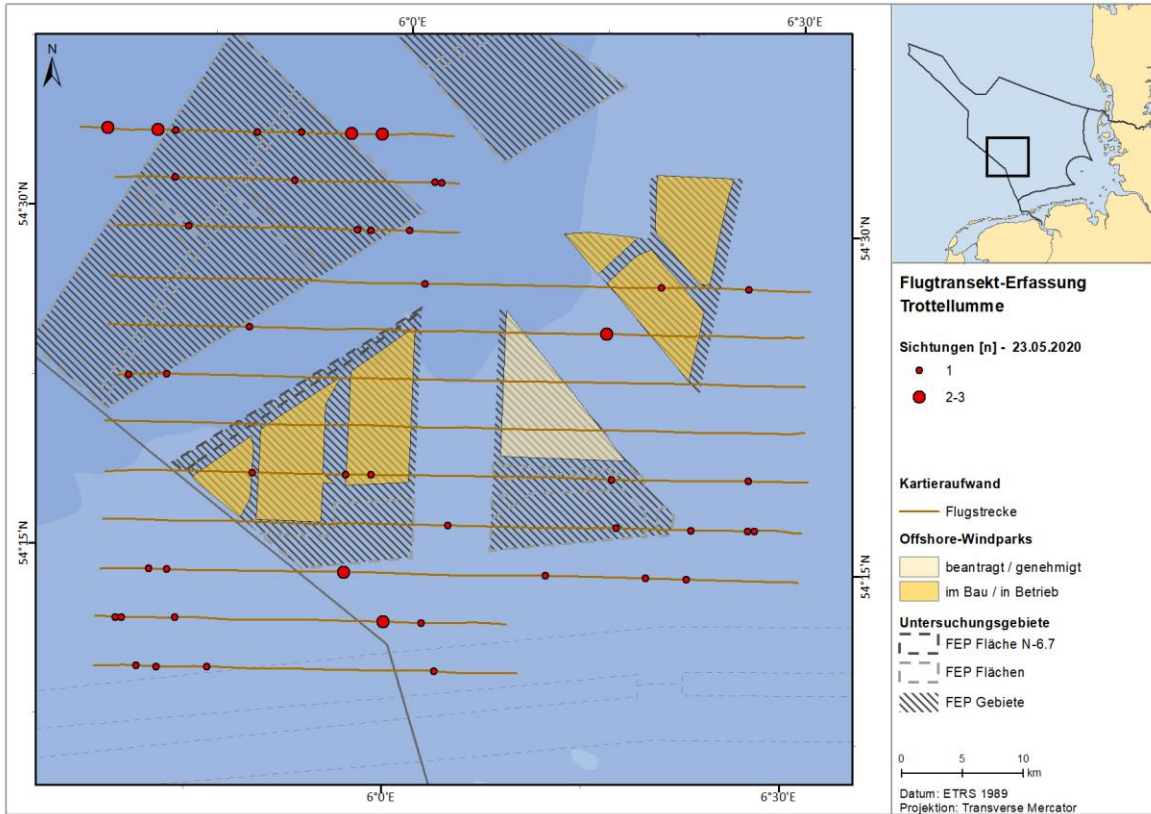 6°0'E
6°30'E
N
54°30'N
54°30'N
54°15'N
54°15'N
6°0'E
6°30'E
Flugtransekt-Erfassung
Trottellumme
Sichtungen [n] - 23.05.2020
1
2-3
Kartieraufwand
Flugstrecke
Offshore-Windparks
beantragt / genehmigt
im Bau / in Betrieb
Untersuchungsgebiete
FEP Fläche N-6.7
FEP Flächen
FEP Gebiete
0 5 10
km
Datum: ETRS 1989
Projektion: Transverse Mercator